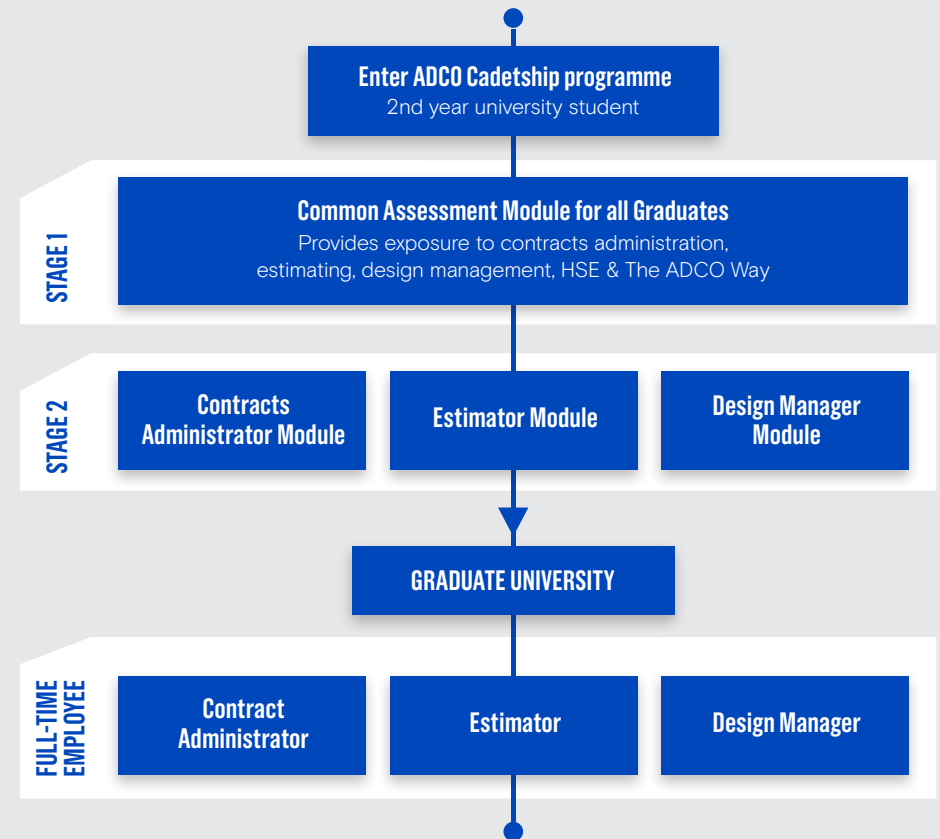 Enter ADCO Cadetship programme
2nd year university student
STAGE 1
Common Assessment Module for all Graduates
Provides exposure to contracts administration,
estimating, design management, HSE & The ADCO Way
STAGE 2
Contracts
Administrator Module
Estimator Module
Design Manager
Module
GRADUATE UNIVERSITY
FULL-TIME
EMPLOYEE
Contract
Administrator
Estimator
Design Manager